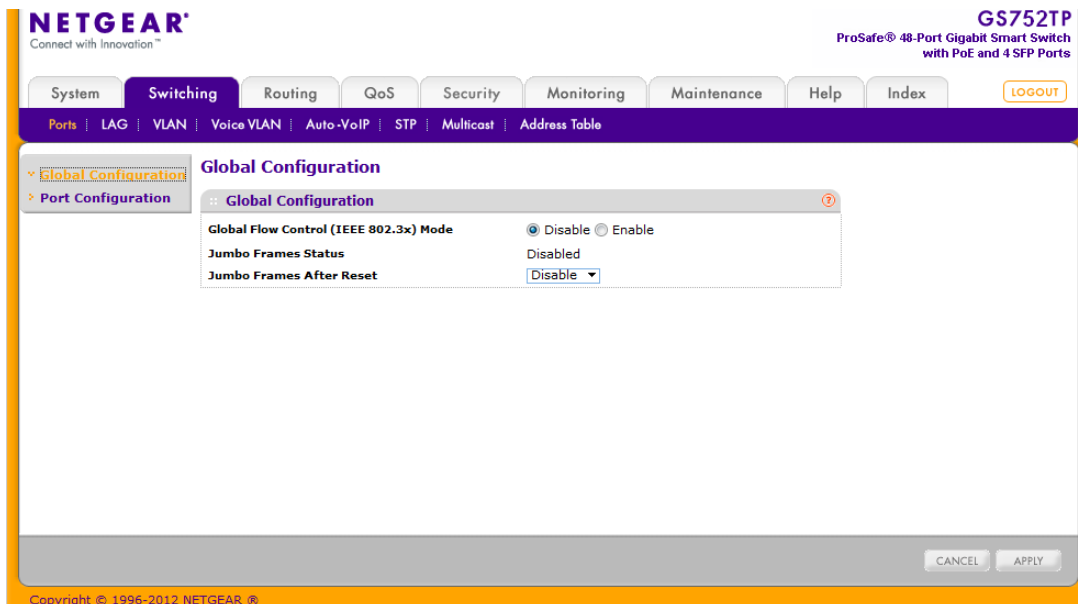 NETGEAR®
Connect with Innovation™
GS752TP
ProSafe® 48-Port Gigabit Smart Switch
with PoE and 4 SFP Ports
System Switching Routing QoS Security Monitoring Maintenance Help Index LOGOUT
Ports LAG VLAN Voice VLAN Auto-VoIP STP Multicast Address Table
Global Configuration
Port Configuration
Global Configuration
Global Configuration ?
Global Flow Control (IEEE 802.3x) Mode Disable Enable
Jumbo Frames Status Disabled
Jumbo Frames After Reset Disable
CANCEL APPLY
Copyright © 1996-2012 NETGEAR ®